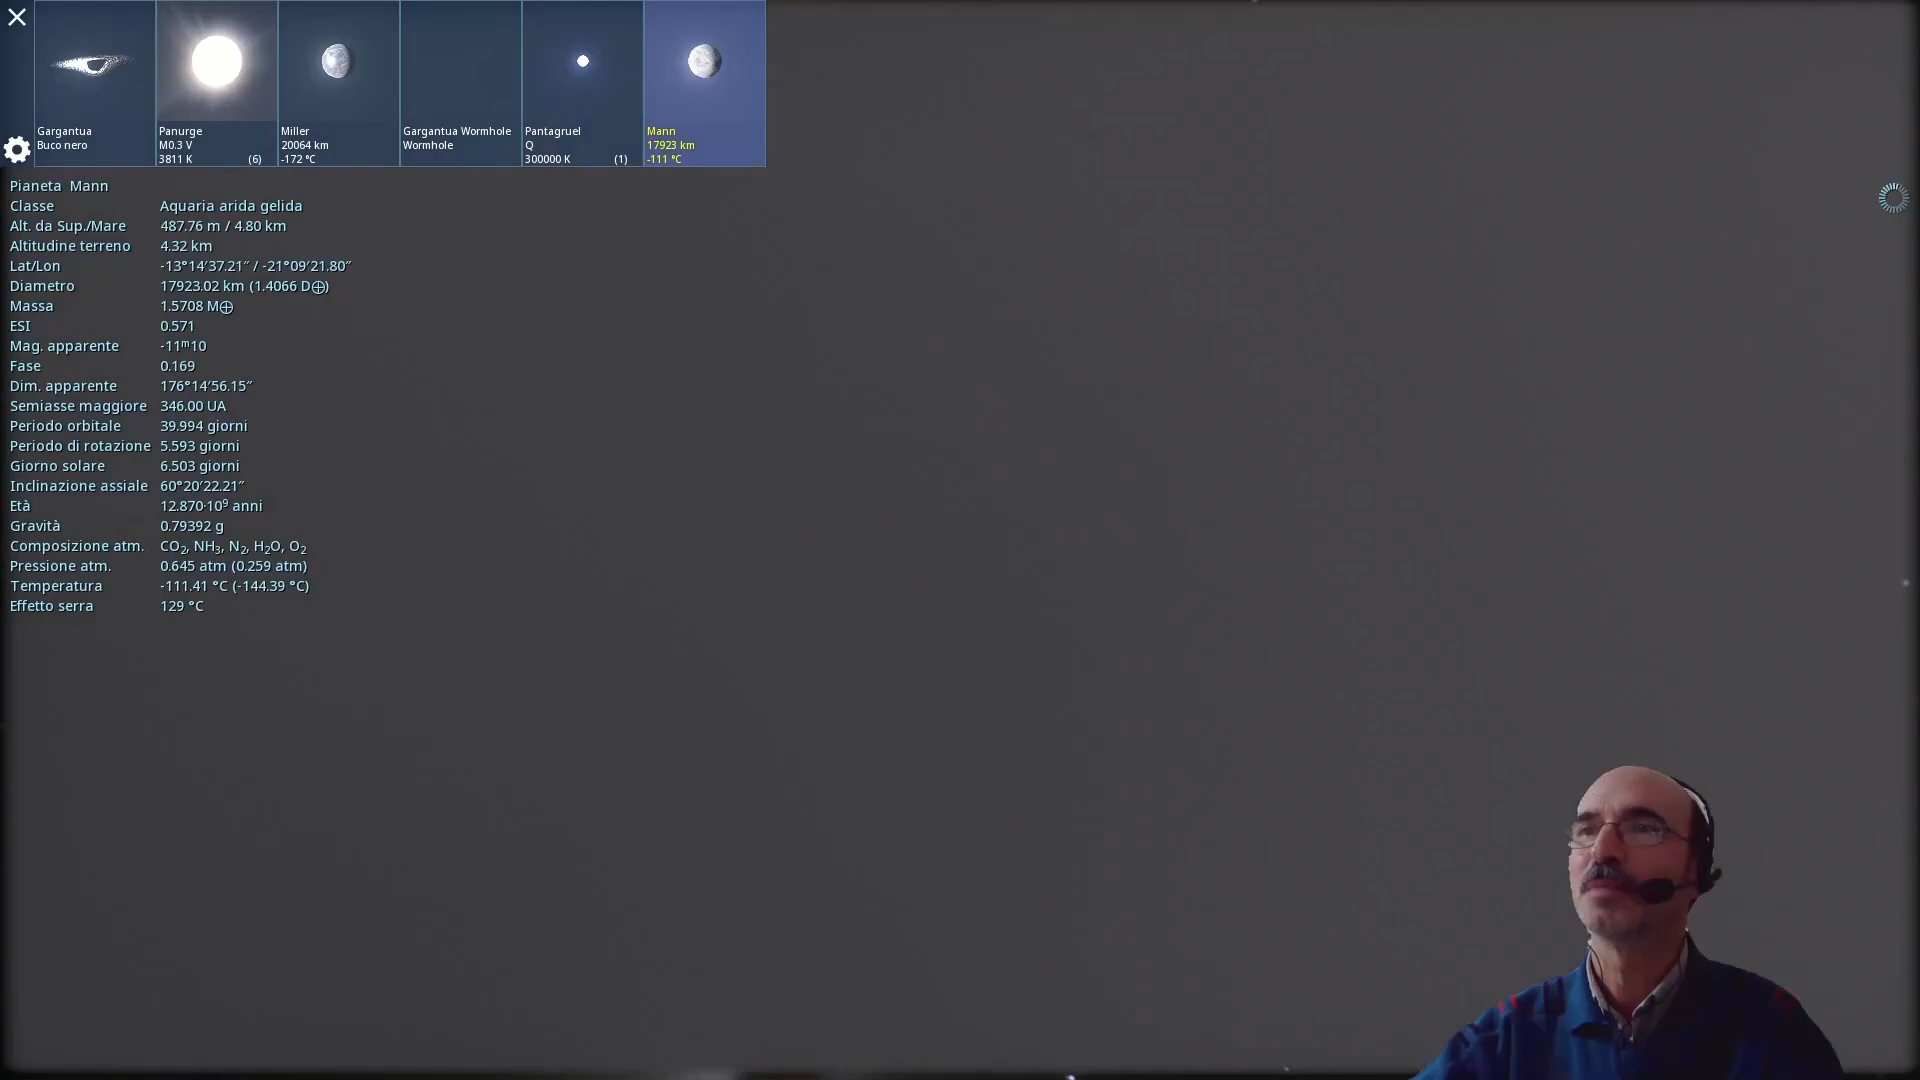 Gargantua
Buco nero
Panurge
M0.3 V
3811 K (6)
Miller
20064 km
-172 °C
Gargantua Wormhole
Wormhole
Pantagruel
Q
300000 K (1)
Mann
17923 km
-111 °C
Pianeta Mann
Classe Aquaria arida gelida
Alt. da Sup./Mare 487.76 m / 4.80 km
Altitudine terreno 4.32 km
Lat/Lon -13°14′37.21″ / -21°09′21.80″
Diametro 17923.02 km (1.4066 D⊕)
Massa 1.5708 M⊕
ESI 0.571
Mag. apparente -11ᵐ10
Fase 0.169
Dim. apparente 176°14′56.15″
Semiasse maggiore 346.00 UA
Periodo orbitale 39.994 giorni
Periodo di rotazione 5.593 giorni
Giorno solare 6.503 giorni
Inclinazione assiale 60°20′22.21″
Età 12.870·10⁹ anni
Gravità 0.79392 g
Composizione atm. CO₂, NH₃, N₂, H₂O, O₂
Pressione atm. 0.645 atm (0.259 atm)
Temperatura -111.41 °C (-144.39 °C)
Effetto serra 129 °C